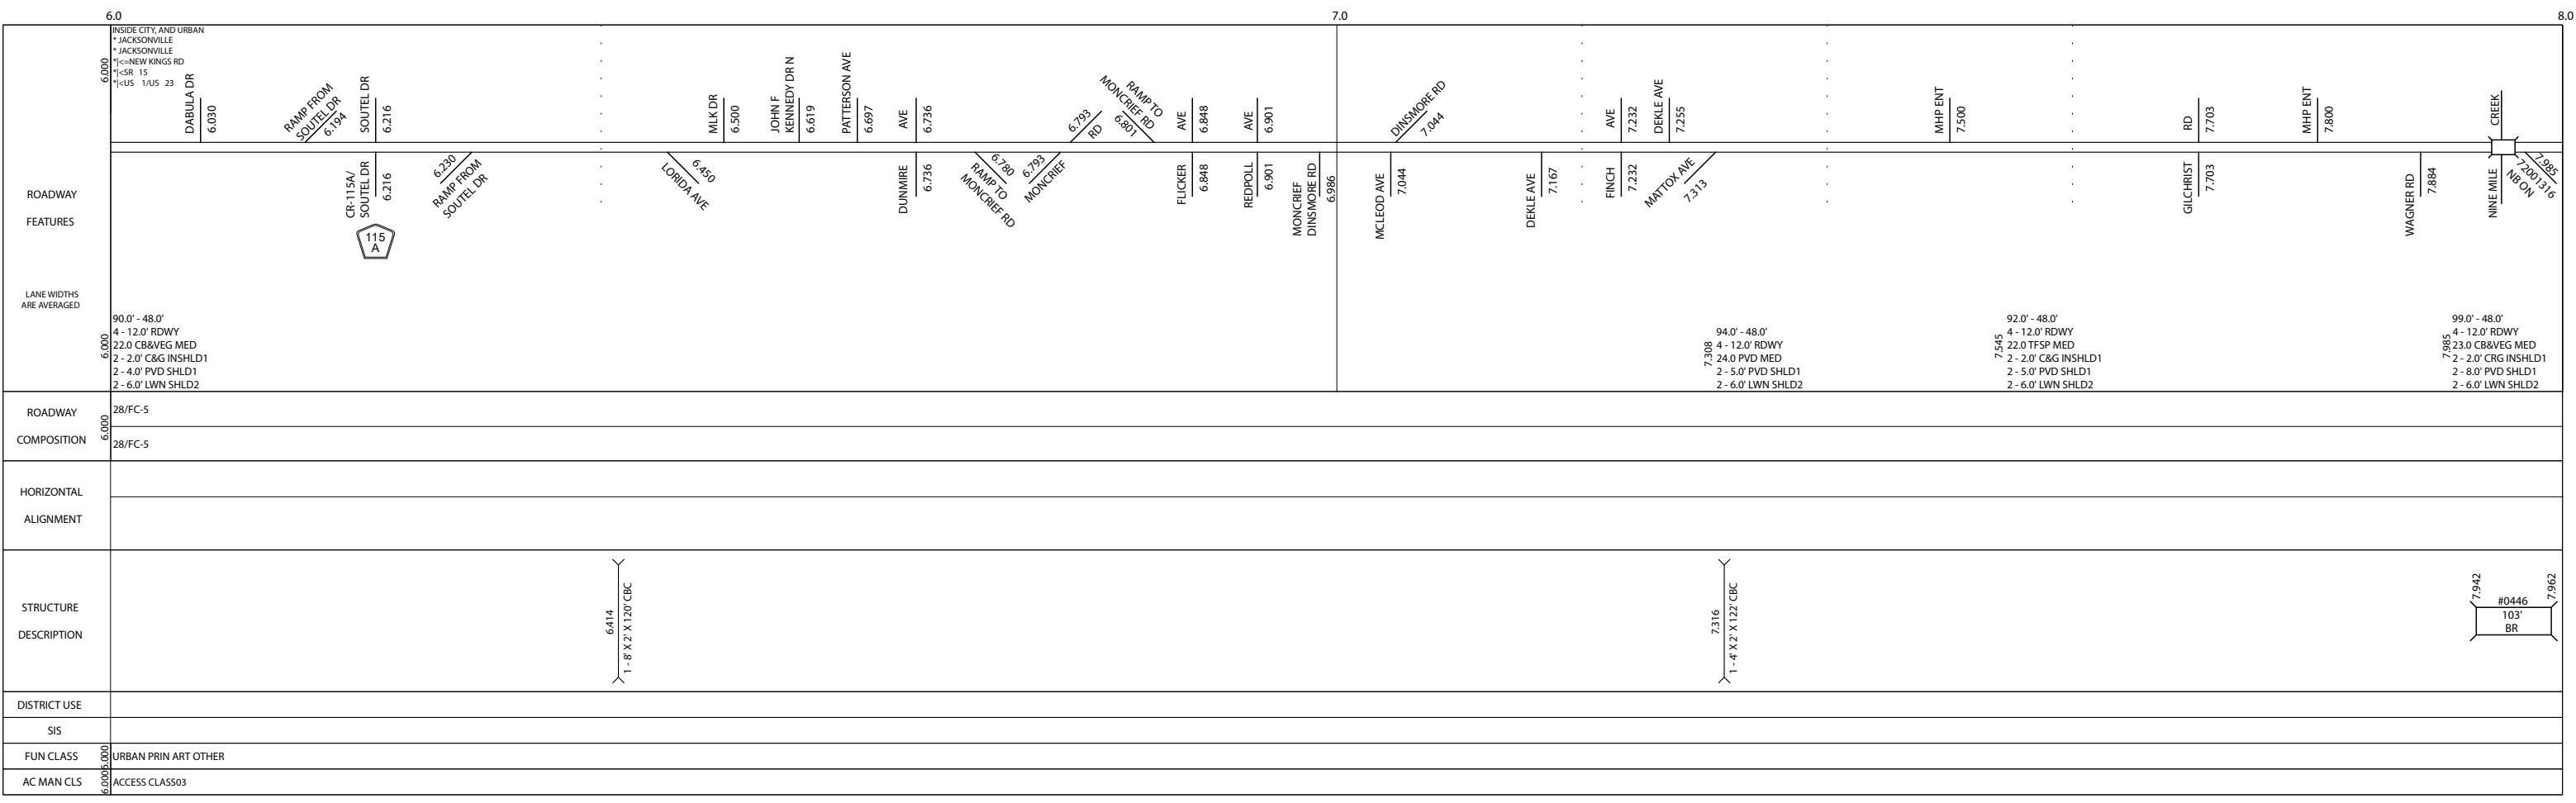 6.0
7.0
8.0
INSIDE CITY, AND URBAN
* JACKSONVILLE
* JACKSONVILLE
*|<=NEW KINGS RD
*|<SR 15
*|<US 1/US 23
6.000
DABULA DR
6.030
RAMP FROM
SOUTEL DR
6.194
SOUTEL DR
6.216
MLK DR
6.500
JOHN F
KENNEDY DR N
6.619
PATTERSON AVE
6.697
AVE
6.736
6.793
RD
RAMP TO
MONCRIEF RD
6.801
AVE
6.848
AVE
6.901
DINSMORE RD
7.044
AVE
7.232
DEKLE AVE
7.255
MHP ENT
7.500
RD
7.703
MHP ENT
7.800
CREEK
ROADWAY
FEATURES
CR-115A/
SOUTEL DR
6.216
115
A
6.230
RAMP FROM
SOUTEL DR
6.450
LORIDA AVE
DUNMIRE
6.736
6.780
RAMP TO
MONCRIEF RD
6.793
MONCRIEF
FLICKER
6.848
REDPOLL
6.901
MONCRIEF
DINSMORE RD
6.986
MCLEOD AVE
7.044
DEKLE AVE
7.167
FINCH
7.232
MATTOX AVE
7.313
GILCHRIST
7.703
WAGNER RD
7.884
NINE MILE
7.985
72001316
NB ON
LANE WIDTHS
ARE AVERAGED
6.000
90.0' - 48.0'
4 - 12.0' RDWY
22.0 CB&VEG MED
2 - 2.0' C&G INSHLD1
2 - 4.0' PVD SHLD1
2 - 6.0' LWN SHLD2
7.308
94.0' - 48.0'
4 - 12.0' RDWY
24.0 PVD MED
2 - 5.0' PVD SHLD1
2 - 6.0' LWN SHLD2
7.545
92.0' - 48.0'
4 - 12.0' RDWY
22.0 TFSP MED
2 - 2.0' C&G INSHLD1
2 - 5.0' PVD SHLD1
2 - 6.0' LWN SHLD2
7.985
99.0' - 48.0'
4 - 12.0' RDWY
23.0 CB&VEG MED
2 - 2.0' CRG INSHLD1
2 - 8.0' PVD SHLD1
2 - 6.0' LWN SHLD2
ROADWAY
COMPOSITION
6.000
28/FC-5
28/FC-5
HORIZONTAL
ALIGNMENT
STRUCTURE
DESCRIPTION
6.414
1 - 8' X 2' X 120' CBC
7.316
1 - 4' X 2' X 122' CBC
7.942
#0446
103'
BR
7.962
DISTRICT USE
SIS
FUN CLASS
6.000
URBAN PRIN ART OTHER
AC MAN CLS
6.000
ACCESS CLASS03